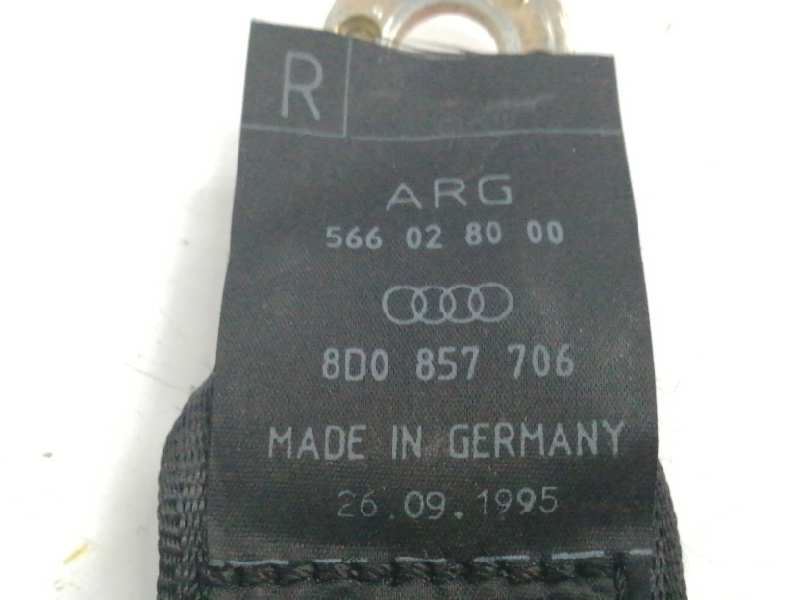 R
ARG
566 02 80 00
8D0 857 706
MADE IN GERMANY
26.09.1995